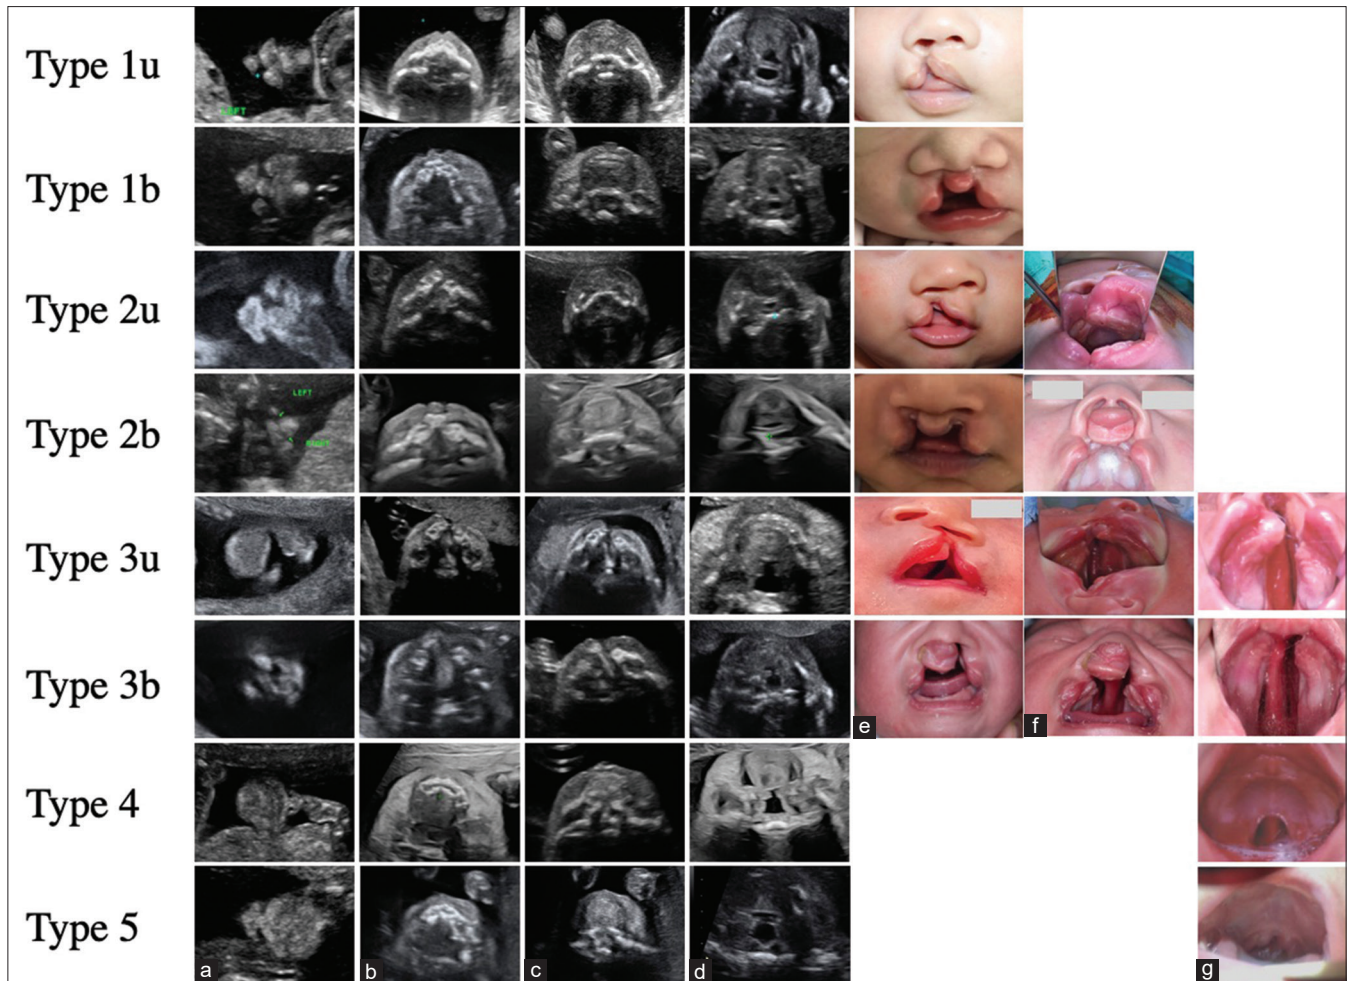 Type 1u
LEFT
Type 1b
Type 2u
Type 2b
LEFT
RIGHT
Type 3u
Type 3b
e
f
Type 4
Type 5
a
b
c
d
g